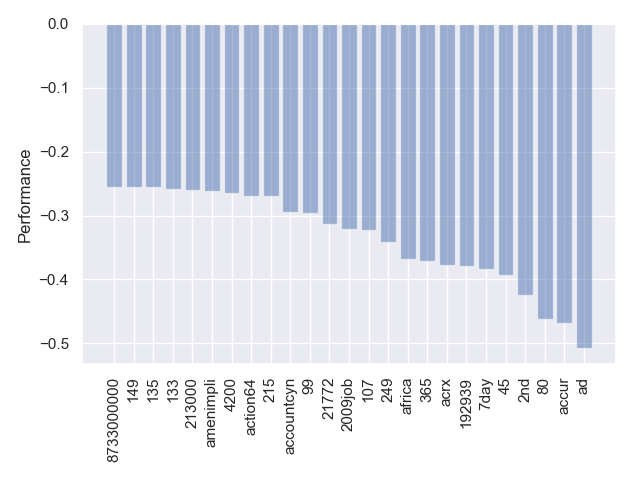 0.0
−0.1
−0.2
−0.3
−0.4
−0.5
Performance
8733000000
149
135
133
213000
amenimpli
4200
action64
215
accountcyn
99
21772
2009job
107
249
africa
365
acrx
192939
7day
45
2nd
80
accur
ad